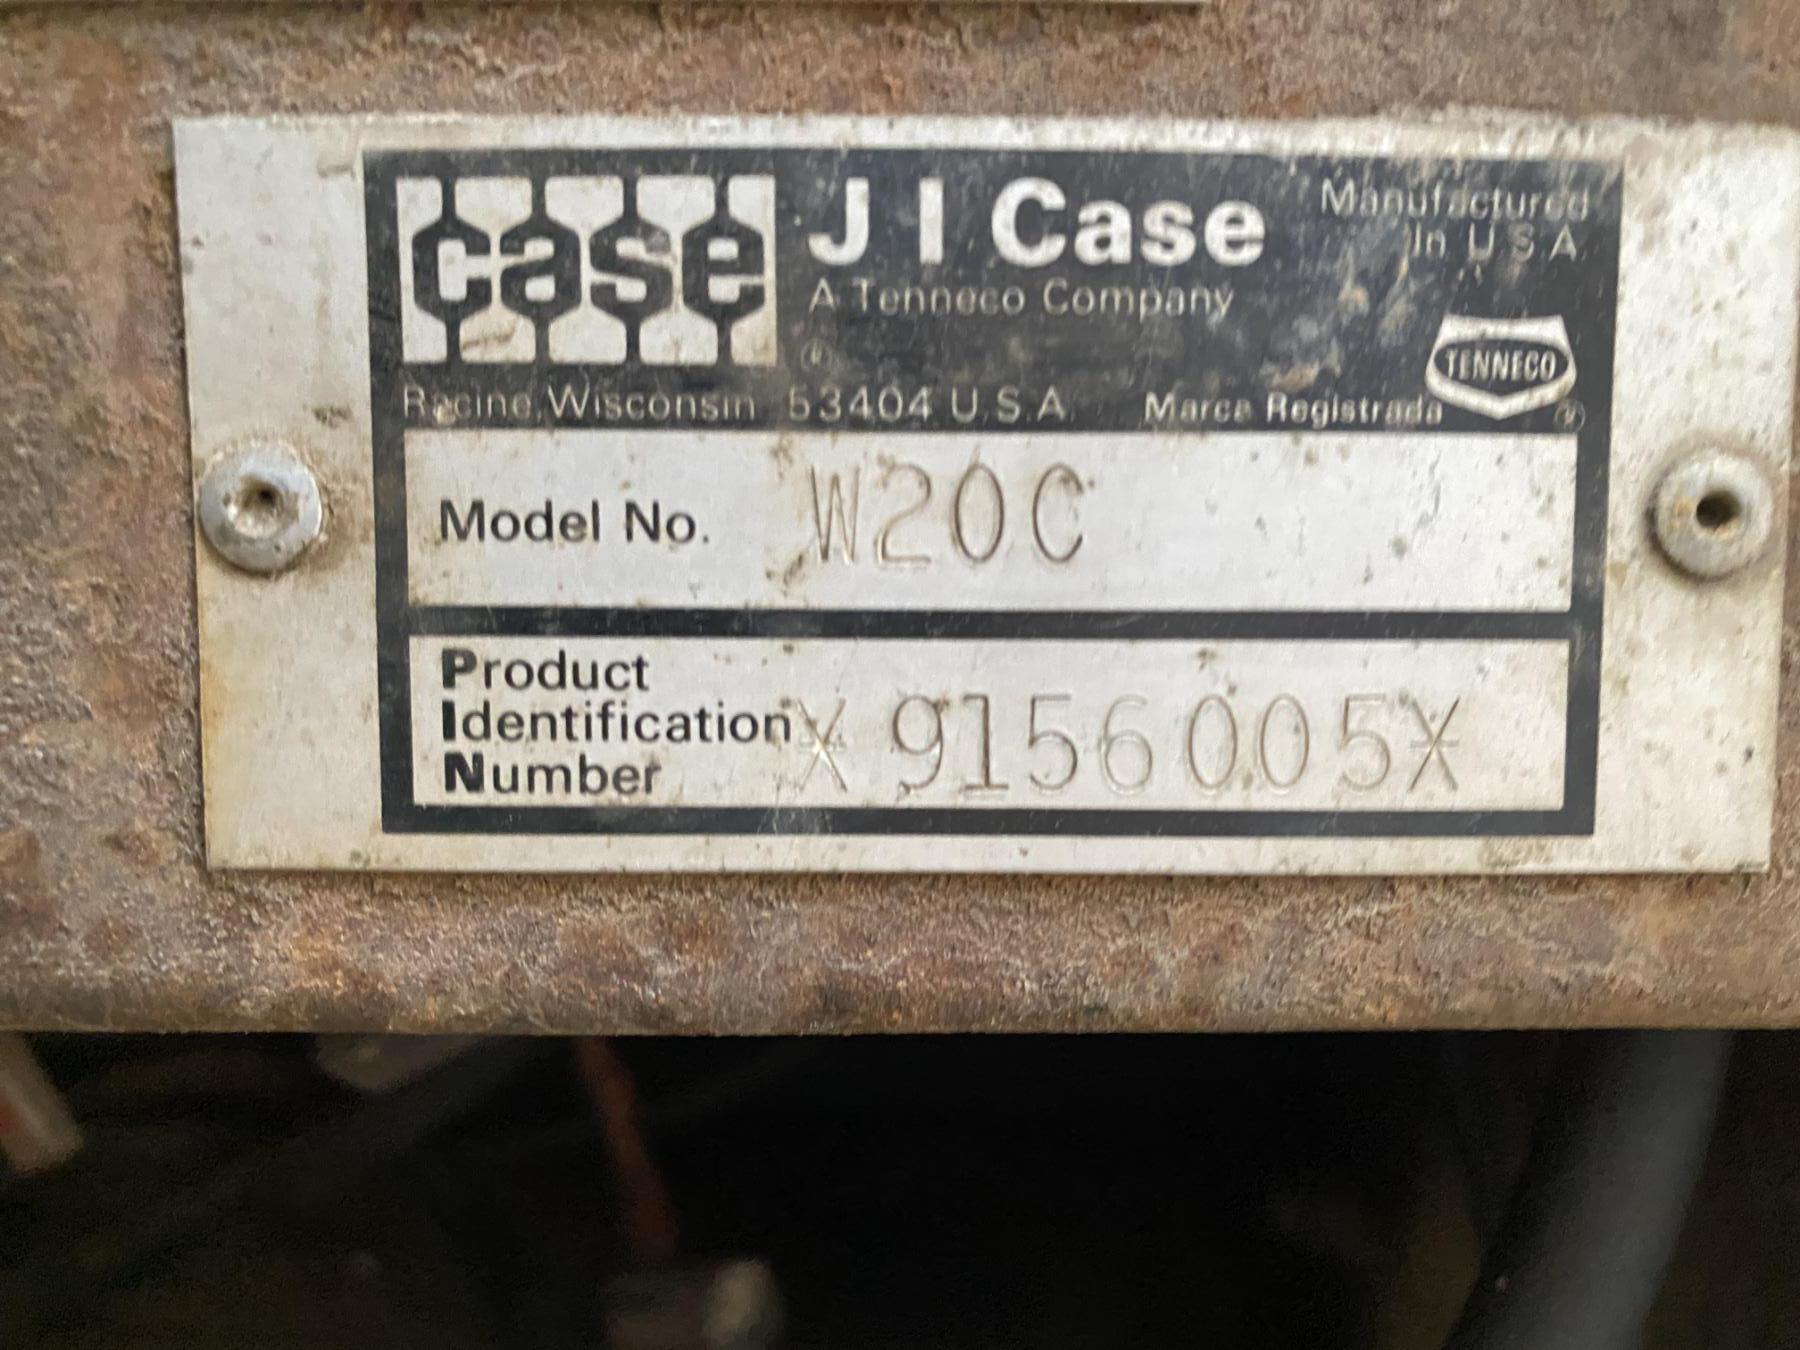 case J I Case Manufactured
In U.S.A.
A Tenneco Company
TENNECO
Racine, Wisconsin 53404 U.S.A. Marca Registrada
Model No. W20C
Product
Identification X 9156005X
Number